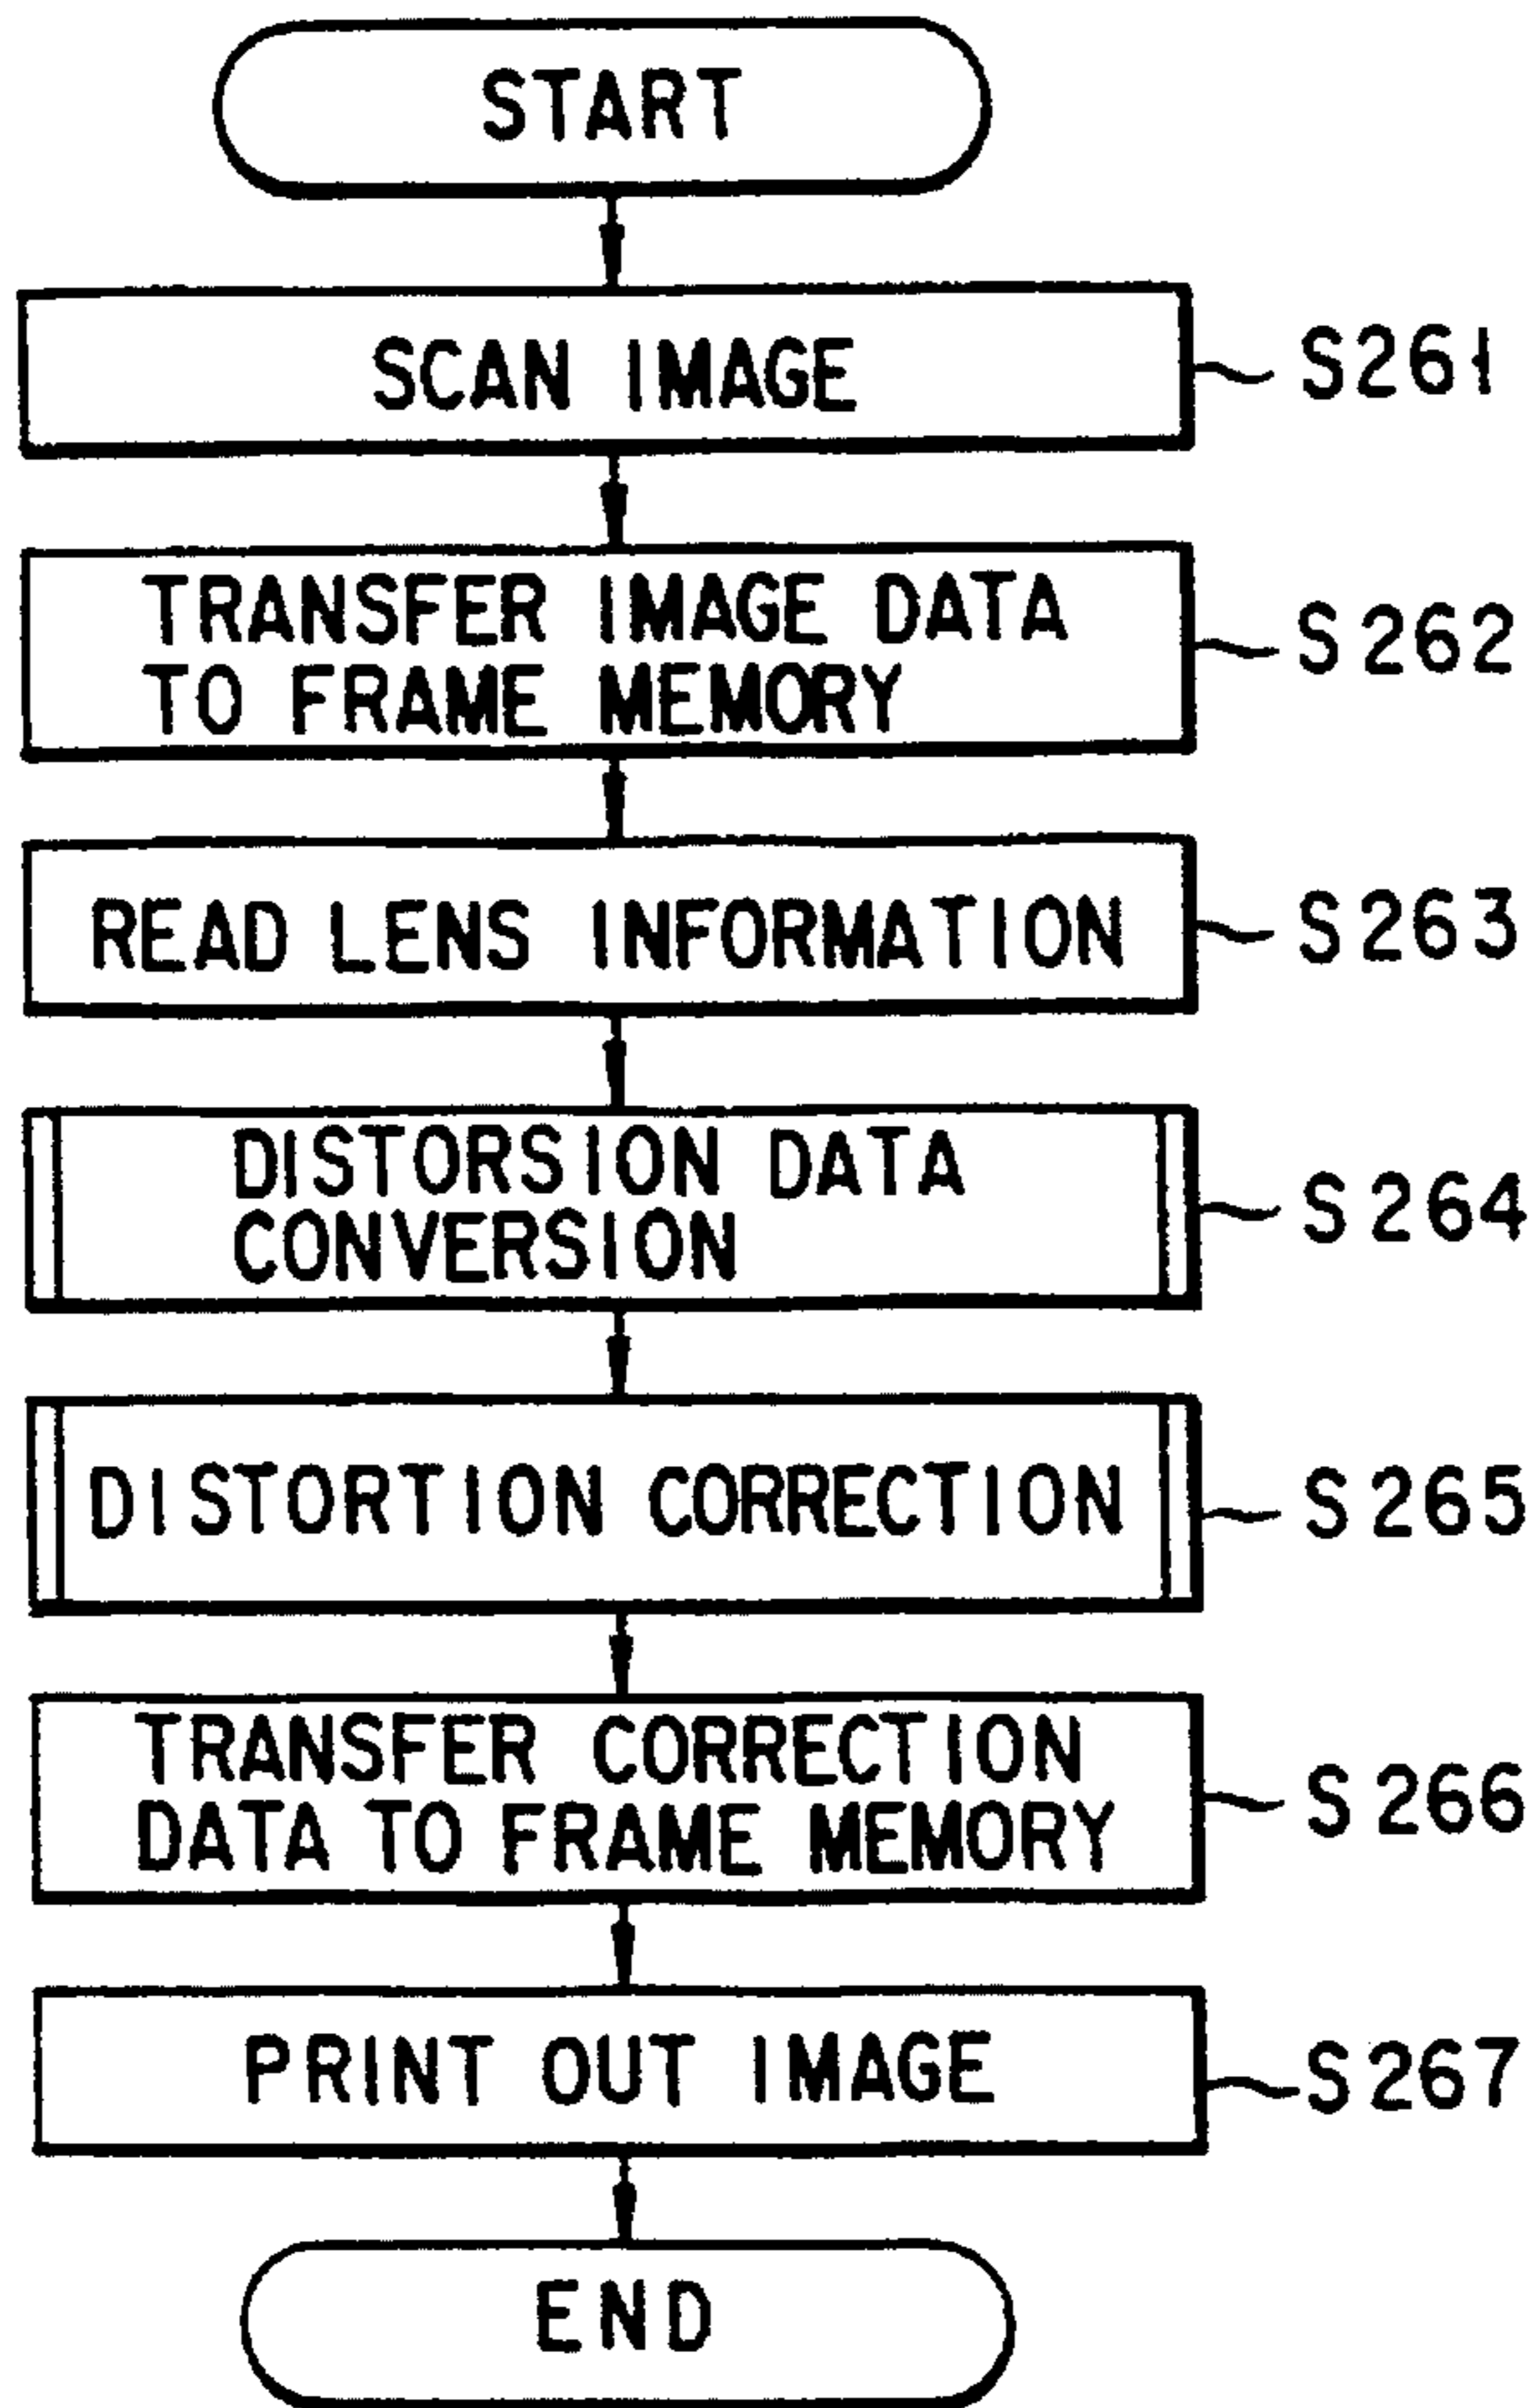 START
SCAN IMAGE
S261
TRANSFER IMAGE DATA
TO FRAME MEMORY
S262
READ LENS INFORMATION
S263
DISTORSION DATA
CONVERSION
S264
DISTORTION CORRECTION
S265
TRANSFER CORRECTION
DATA TO FRAME MEMORY
S266
PRINT OUT IMAGE
S267
END